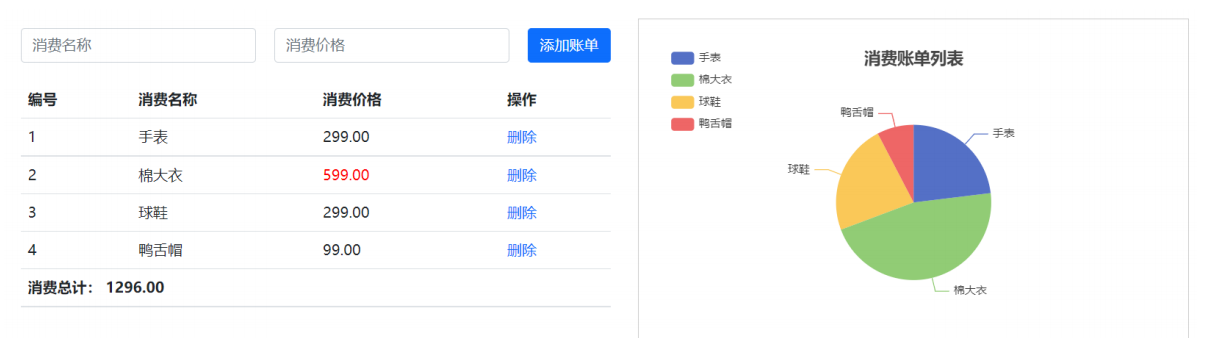 消费名称 消费价格 添加账单
编号 消费名称 消费价格 操作
1 手表 299.00 删除
2 棉大衣 599.00 删除
3 球鞋 299.00 删除
4 鸭舌帽 99.00 删除
消费总计: 1296.00
消费账单列表
手表
棉大衣
球鞋
鸭舌帽
鸭舌帽
手表
球鞋
棉大衣